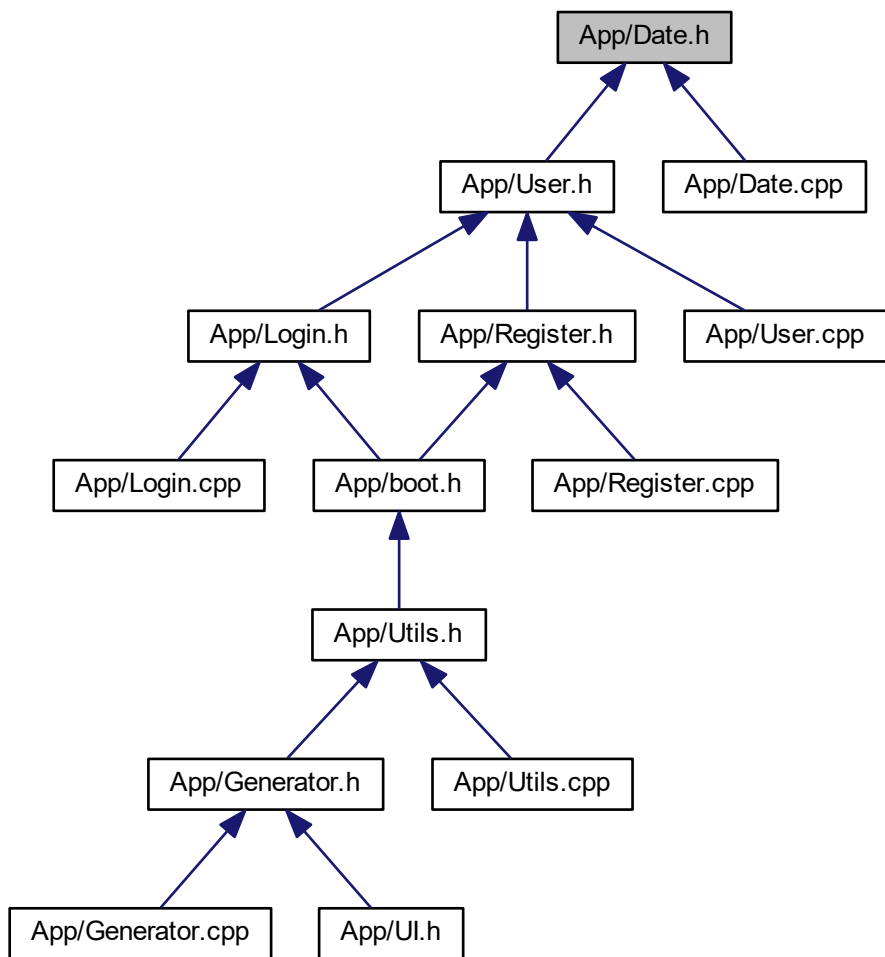 App/Date.h
App/User.h
App/Date.cpp
App/Login.h
App/Register.h
App/User.cpp
App/Login.cpp
App/boot.h
App/Register.cpp
App/Utils.h
App/Generator.h
App/Utils.cpp
App/Generator.cpp
App/UI.h